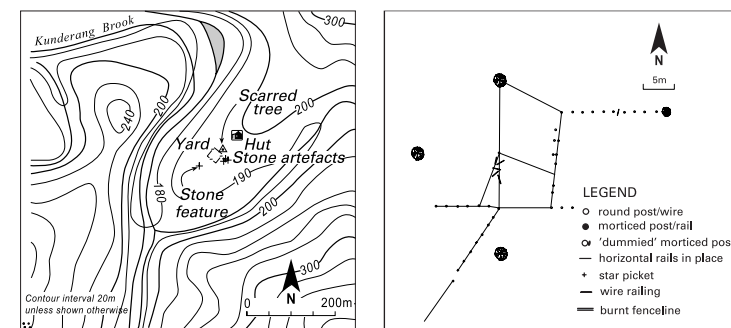 Kunderang Brook
300
200
240
Scarred
tree
200
Yard
Hut
Stone artefacts
190
180
Stone
feature
200
300
Contour interval 20m
unless shown otherwise
N
0 200m
N
5m
LEGEND
round post/wire
morticed post/rail
'dummied' morticed pos
horizontal rails in place
star picket
wire railing
burnt fenceline